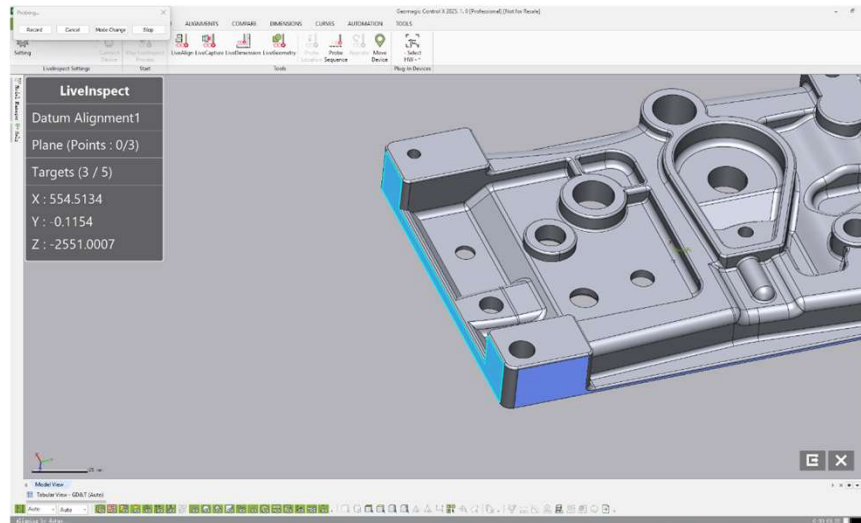 Geomagic Control X 2025. 1. 0 [Professional] [Not for Resale]
Probing...
Record Cancel Mode Change Stop
ALIGNMENTS COMPARE DIMENSIONS CURVES AUTOMATION TOOLS
Setting
Connect Device
LiveAlign LiveCapture LiveDimension LiveGeometry
Probe Sequence
Move Device
- Select HW -
LiveInspect Settings Start Tools Plug-In Devices
LiveInspect
Datum Alignment1
Plane (Points : 0/3)
Targets (3 / 5)
X : 554.5134
Y : -0.1154
Z : -2551.0007
Model View
Tabular View - GD&T (Auto)
Auto Auto